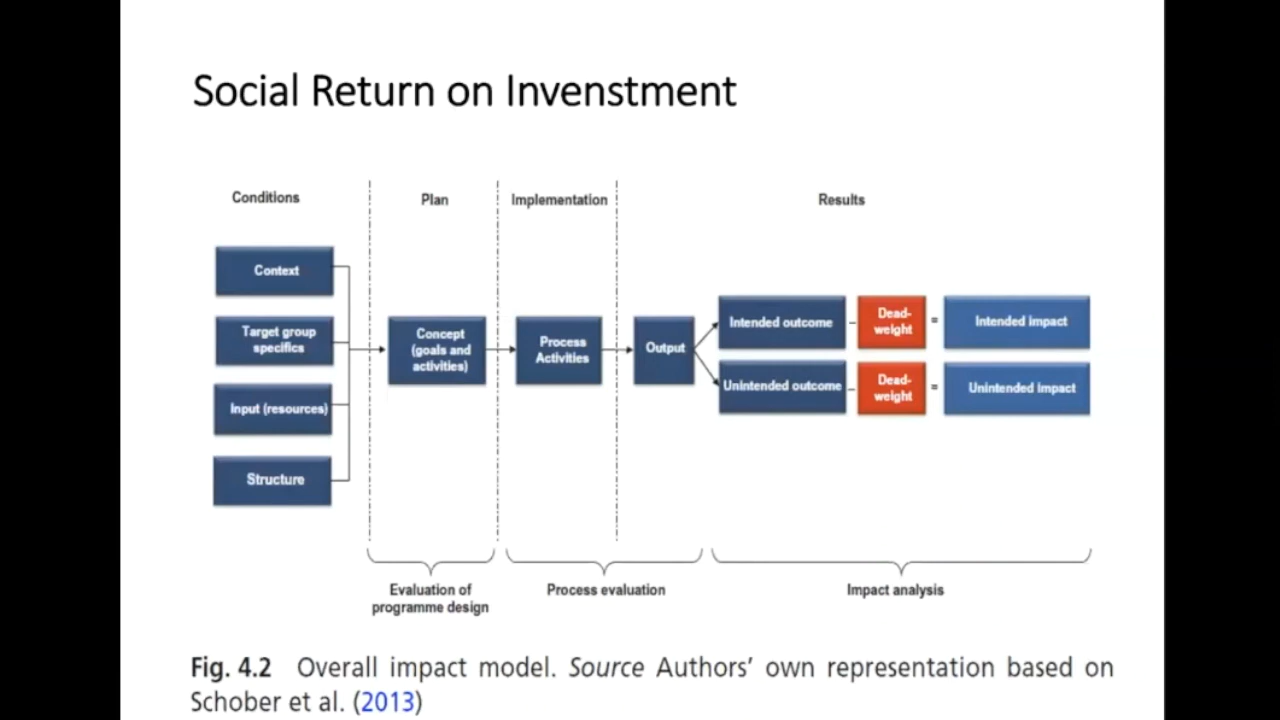 Social Return on Invenstment
Conditions
Plan
Implementation
Results
Context
Target group
specifics
Input (resources)
Structure
Concept
(goals and
activities)
Process
Activities
Output
Intended outcome
–
Dead-
weight
=
Intended impact
Unintended outcome
–
Dead-
weight
=
Unintended impact
Evaluation of
programme design
Process evaluation
Impact analysis
Fig. 4.2 Overall impact model. Source Authors’ own representation based on
Schober et al. (2013)